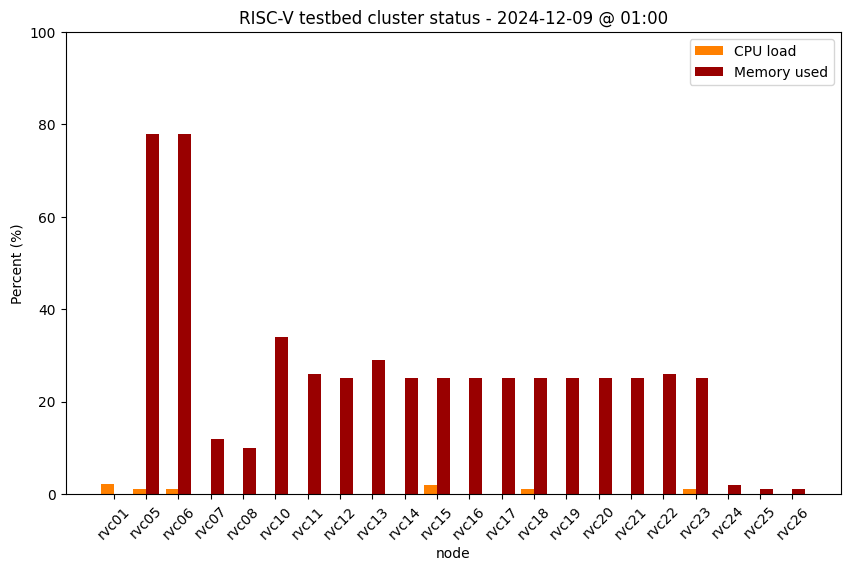 RISC-V testbed cluster status - 2024-12-09 @ 01:00
CPU load
Memory used
Percent (%)
100
80
60
40
20
0
rvc01
rvc05
rvc06
rvc07
rvc08
rvc10
rvc11
rvc12
rvc13
rvc14
rvc15
rvc16
rvc17
rvc18
rvc19
rvc20
rvc21
rvc22
rvc23
rvc24
rvc25
rvc26
node